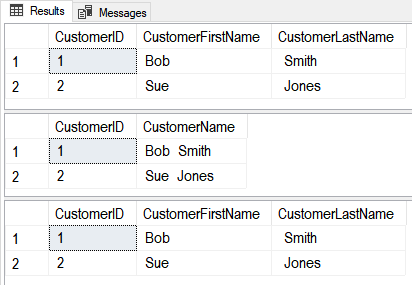 Results Messages
CustomerID CustomerFirstName CustomerLastName
1 1 Bob Smith
2 2 Sue Jones
CustomerID CustomerName
1 1 Bob  Smith
2 2 Sue  Jones
CustomerID CustomerFirstName CustomerLastName
1 1 Bob Smith
2 2 Sue Jones